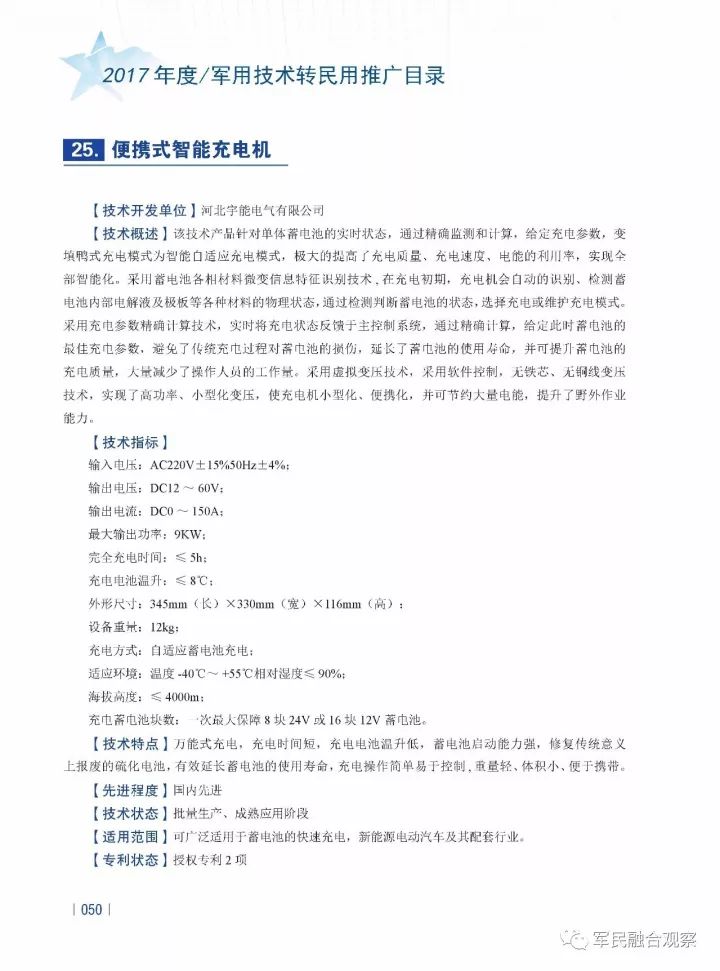 2017 年度/军用技术转民用推广目录
25. 便携式智能充电机
【技术开发单位】河北宇能电气有限公司
【技术概述】该技术产品针对单体蓄电池的实时状态，通过精确监测和计算，给定充电参数，变
填鸭式充电模式为智能自适应充电模式，极大的提高了充电质量、充电速度、电能的利用率，实现全
部智能化。采用蓄电池各相材料微变信息特征识别技术，在充电初期，充电机会自动的识别、检测蓄
电池内部电解液及极板等各种材料的物理状态，通过检测判断蓄电池的状态，选择充电或维护充电模式。
采用充电参数精确计算技术，实时将充电状态反馈于主控制系统，通过精确计算，给定此时蓄电池的
最佳充电参数，避免了传统充电过程对蓄电池的损伤，延长了蓄电池的使用寿命，并可提升蓄电池的
充电质量，大量减少了操作人员的工作量。采用虚拟变压技术，采用软件控制，无铁芯、无铜线变压
技术，实现了高功率、小型化变压，使充电机小型化、便携化，并可节约大量电能，提升了野外作业
能力。
【技术指标】
输入电压：AC220V±15%50Hz±4%；
输出电压：DC12 ～ 60V；
输出电流：DC0 ～ 150A；
最大输出功率：9KW；
完全充电时间：≤ 5h；
充电电池温升：≤ 8℃；
外形尺寸：345mm（长）×330mm（宽）×116mm（高）；
设备重量：12kg；
充电方式：自适应蓄电池充电；
适应环境：温度 -40℃～ +55℃相对湿度≤ 90%；
海拔高度：≤ 4000m；
充电蓄电池块数：一次最大保障 8 块 24V 或 16 块 12V 蓄电池。
【技术特点】万能式充电，充电时间短，充电电池温升低，蓄电池启动能力强，修复传统意义
上报废的硫化电池，有效延长蓄电池的使用寿命，充电操作简单易于控制，重量轻、体积小、便于携带。
【先进程度】国内先进
【技术状态】批量生产、成熟应用阶段
【适用范围】可广泛适用于蓄电池的快速充电，新能源电动汽车及其配套行业。
【专利状态】授权专利 2 项
| 050 |
军民融合观察